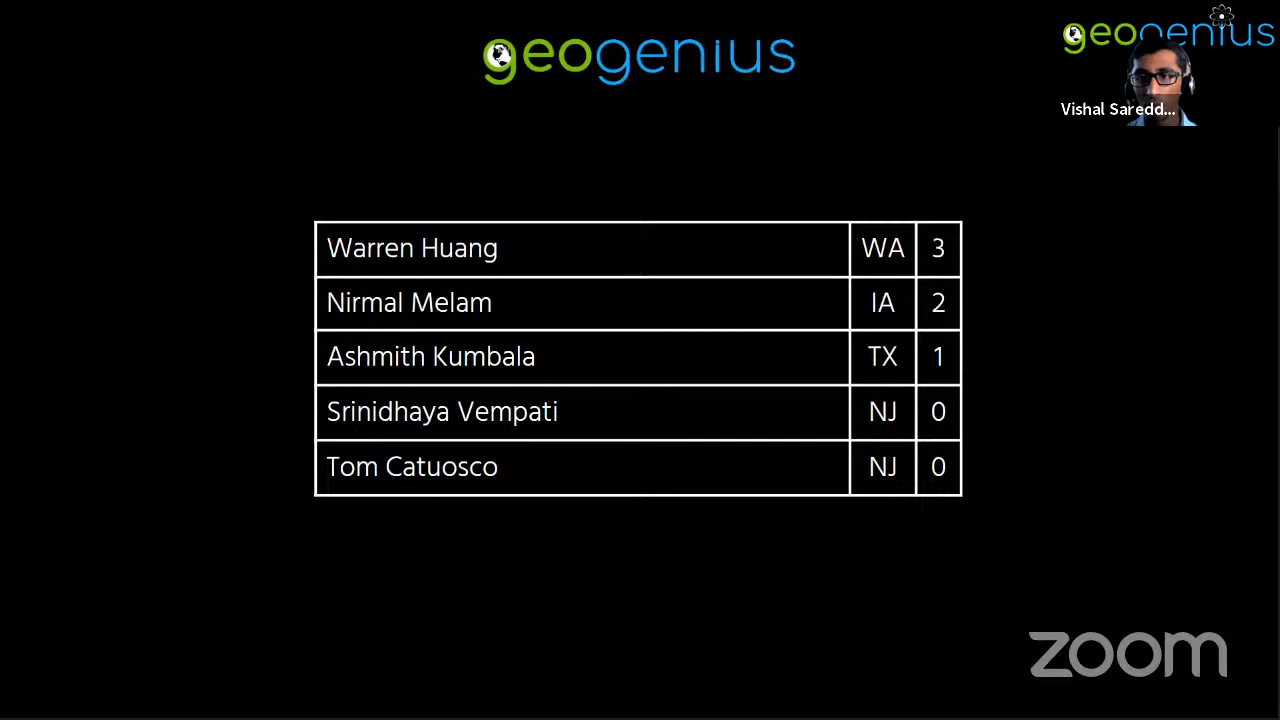 geogenius
geogenius
Vishal Saredd...
Warren Huang WA 3
Nirmal Melam IA 2
Ashmith Kumbala TX 1
Srinidhaya Vempati NJ 0
Tom Catuosco NJ 0
zoom